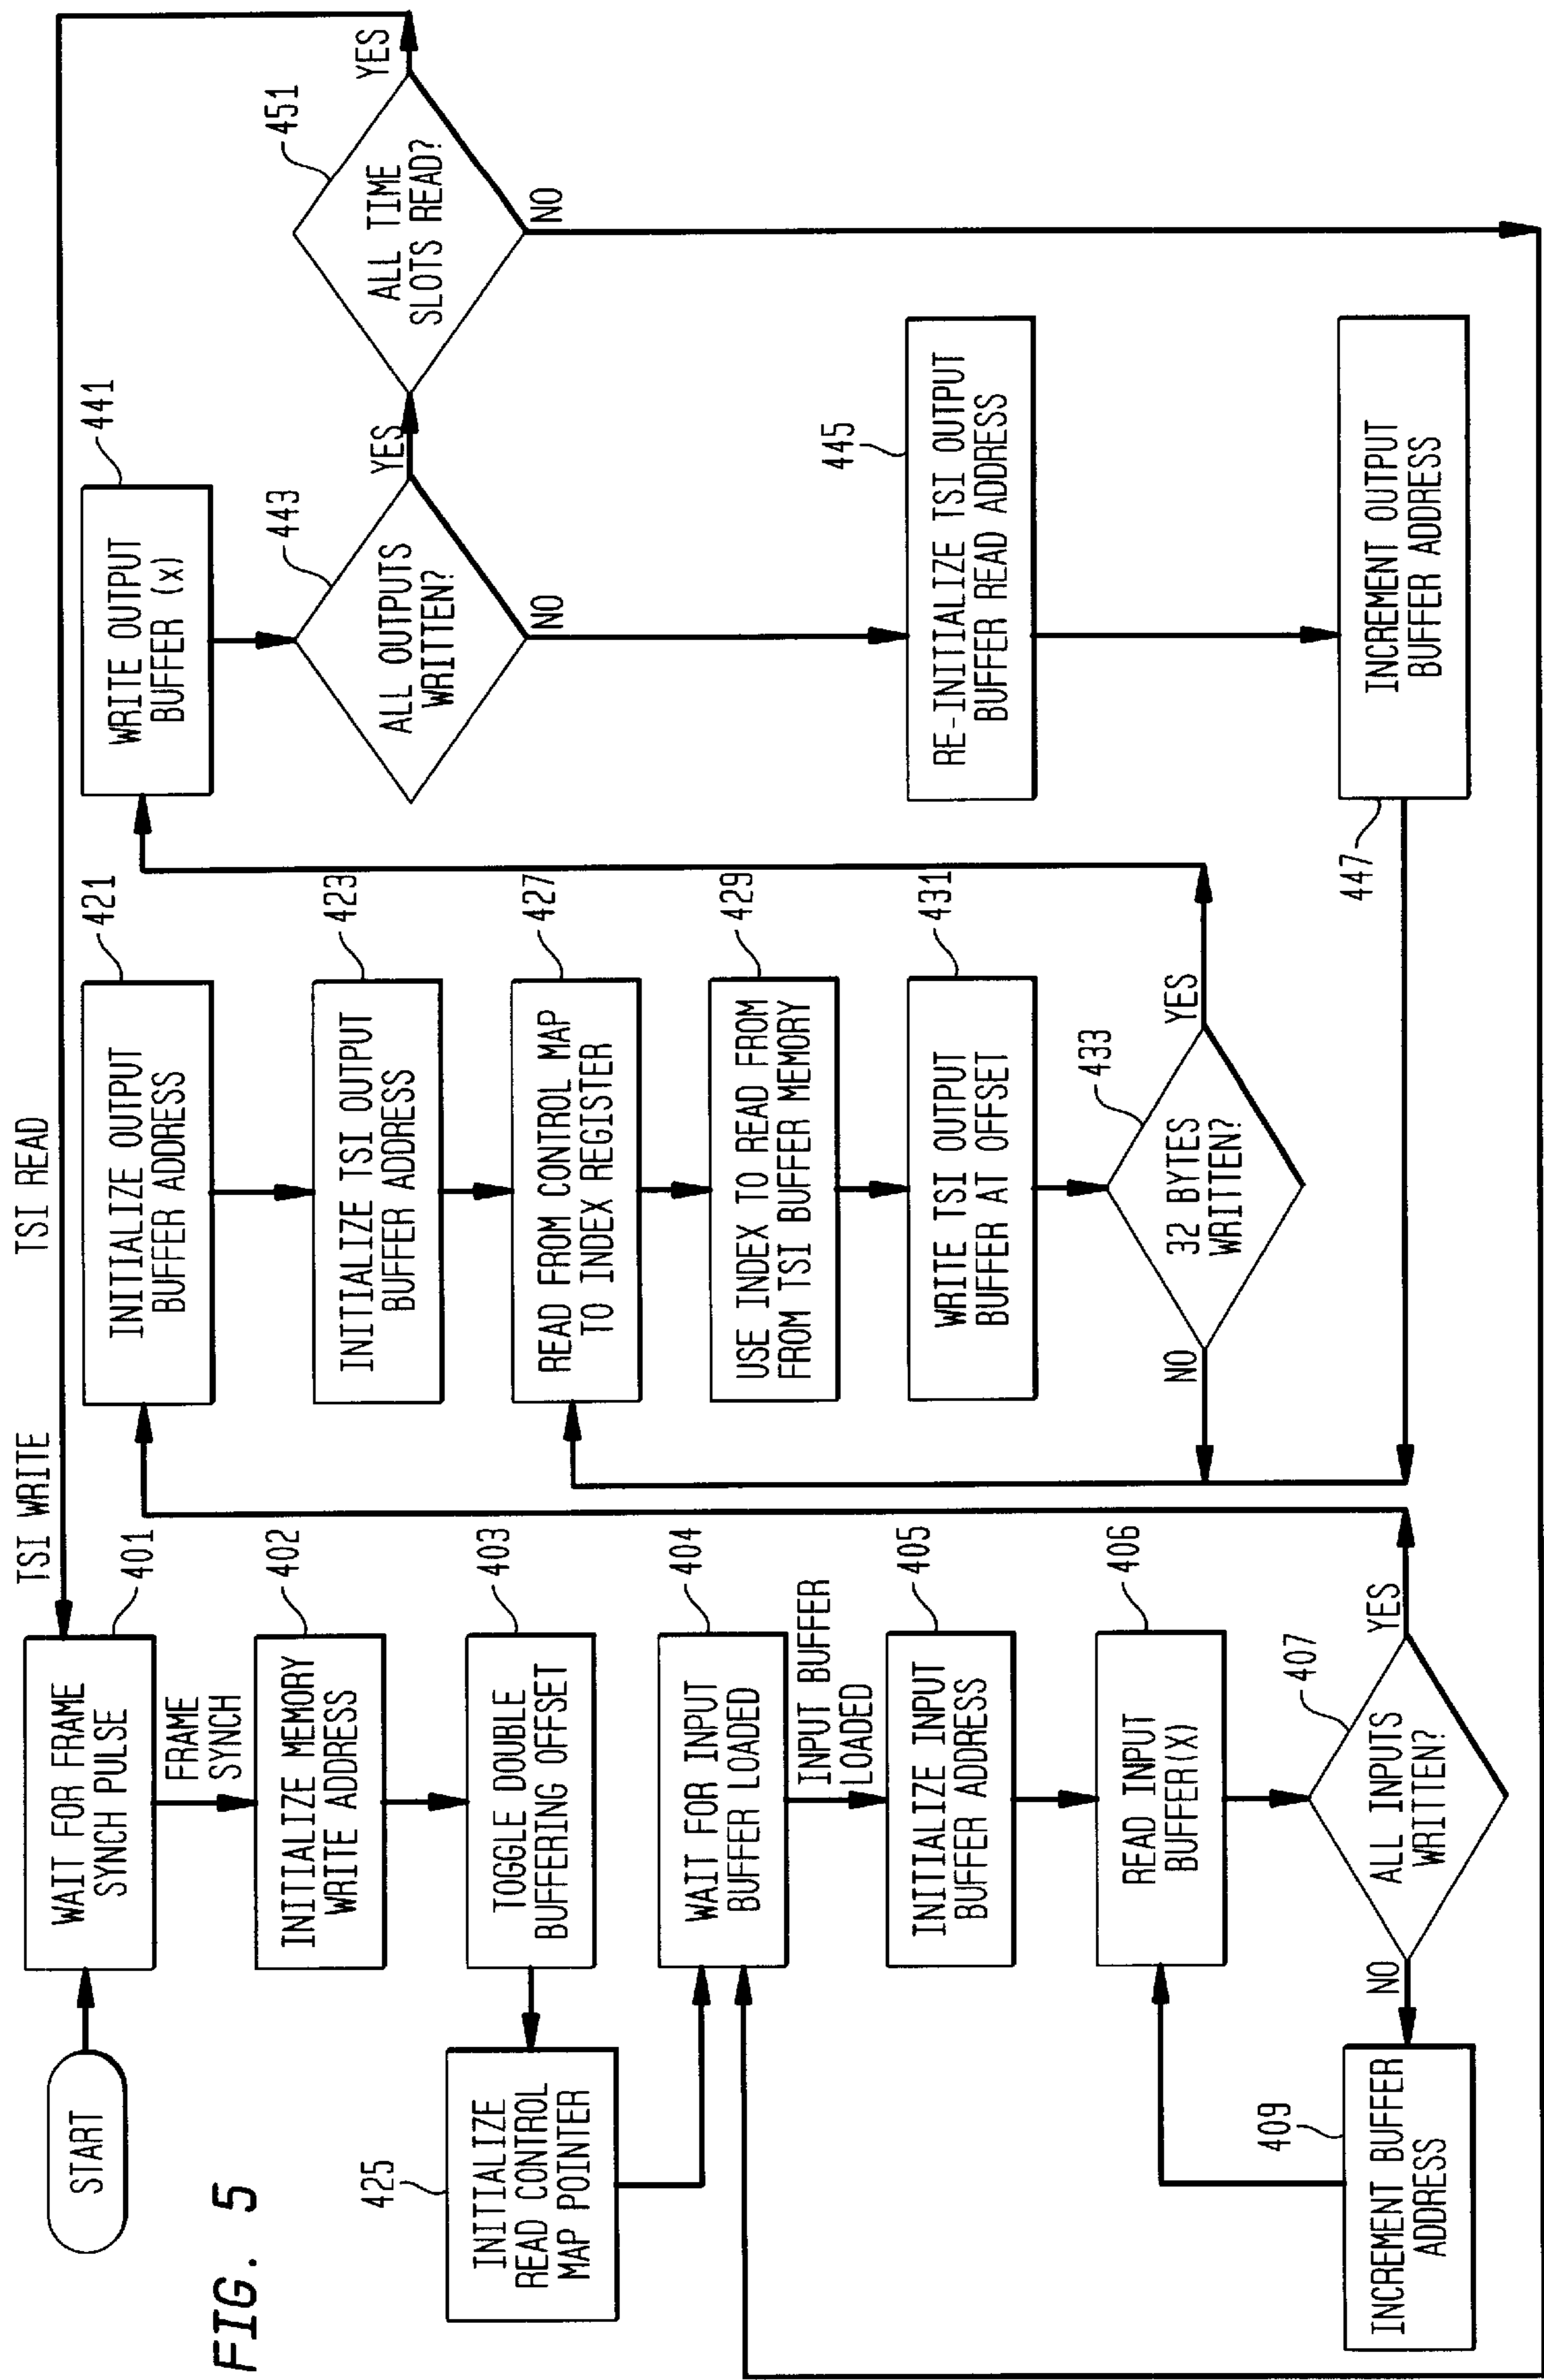 FIG. 5
TSI WRITE
TSI READ
START
WAIT FOR FRAME
SYNCH PULSE
401
FRAME
SYNCH
INITIALIZE MEMORY
WRITE ADDRESS
402
TOGGLE DOUBLE
BUFFERING OFFSET
403
INITIALIZE
READ CONTROL
MAP POINTER
425
WAIT FOR INPUT
BUFFER LOADED
404
INPUT BUFFER
LOADED
INITIALIZE INPUT
BUFFER ADDRESS
405
READ INPUT
BUFFER(X)
406
ALL INPUTS
WRITTEN?
407
NO
YES
INCREMENT BUFFER
ADDRESS
409
INITIALIZE OUTPUT
BUFFER ADDRESS
421
INITIALIZE TSI OUTPUT
BUFFER ADDRESS
423
READ FROM CONTROL MAP
TO INDEX REGISTER
427
USE INDEX TO READ FROM
FROM TSI BUFFER MEMORY
429
WRITE TSI OUTPUT
BUFFER AT OFFSET
431
32 BYTES
WRITTEN?
433
NO
YES
WRITE OUTPUT
BUFFER (x)
441
ALL OUTPUTS
WRITTEN?
443
YES
NO
RE-INITIALIZE TSI OUTPUT
BUFFER READ ADDRESS
445
INCREMENT OUTPUT
BUFFER ADDRESS
447
ALL TIME
SLOTS READ?
451
YES
NO